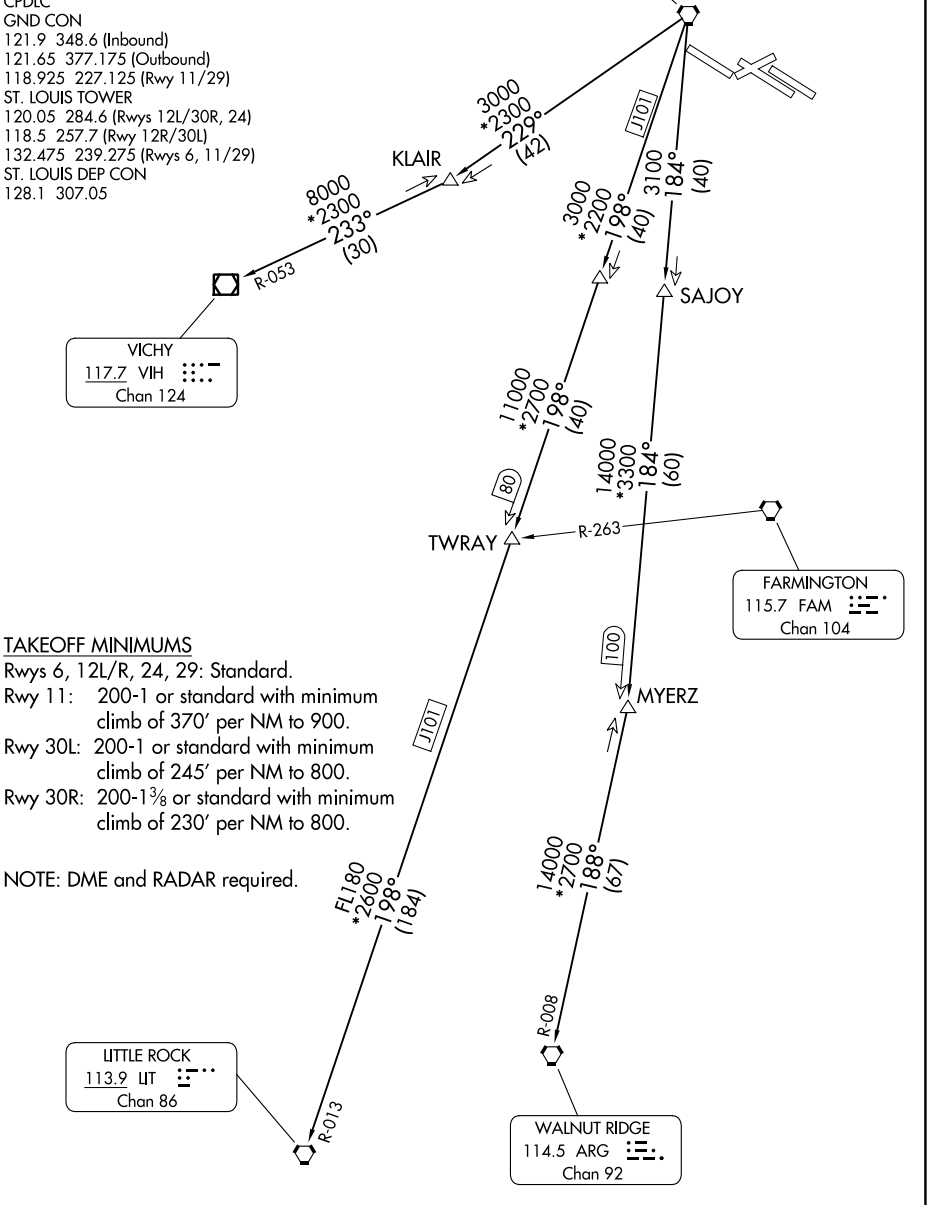 CPDLC
GND CON
121.9 348.6 (Inbound)
121.65 377.175 (Outbound)
118.925 227.125 (Rwy 11/29)
ST. LOUIS TOWER
120.05 284.6 (Rwys 12L/30R, 24)
118.5 257.7 (Rwy 12R/30L)
132.475 239.275 (Rwys 6, 11/29)
ST. LOUIS DEP CON
128.1 307.05
3000
*2300
229°
(42)
KLAIR
8000
*2300
233°
(30)
R-053
J101
3000
*2200
198°
(40)
3100
184°
(40)
SAJOY
VICHY
117.7 VIH
Chan 124
11000
*2700
198°
(40)
80
14000
*3300
184°
(60)
TWRAY
R-263
FARMINGTON
115.7 FAM
Chan 104
100
MYERZ
TAKEOFF MINIMUMS
Rwys 6, 12L/R, 24, 29: Standard.
Rwy 11: 200-1 or standard with minimum
climb of 370' per NM to 900.
Rwy 30L: 200-1 or standard with minimum
climb of 245' per NM to 800.
Rwy 30R: 200-1⅜ or standard with minimum
climb of 230' per NM to 800.
NOTE: DME and RADAR required.
J101
FL180
*2600
198°
(184)
14000
*2700
188°
(67)
R-008
LITTLE ROCK
113.9 LIT
Chan 86
R-013
WALNUT RIDGE
114.5 ARG
Chan 92